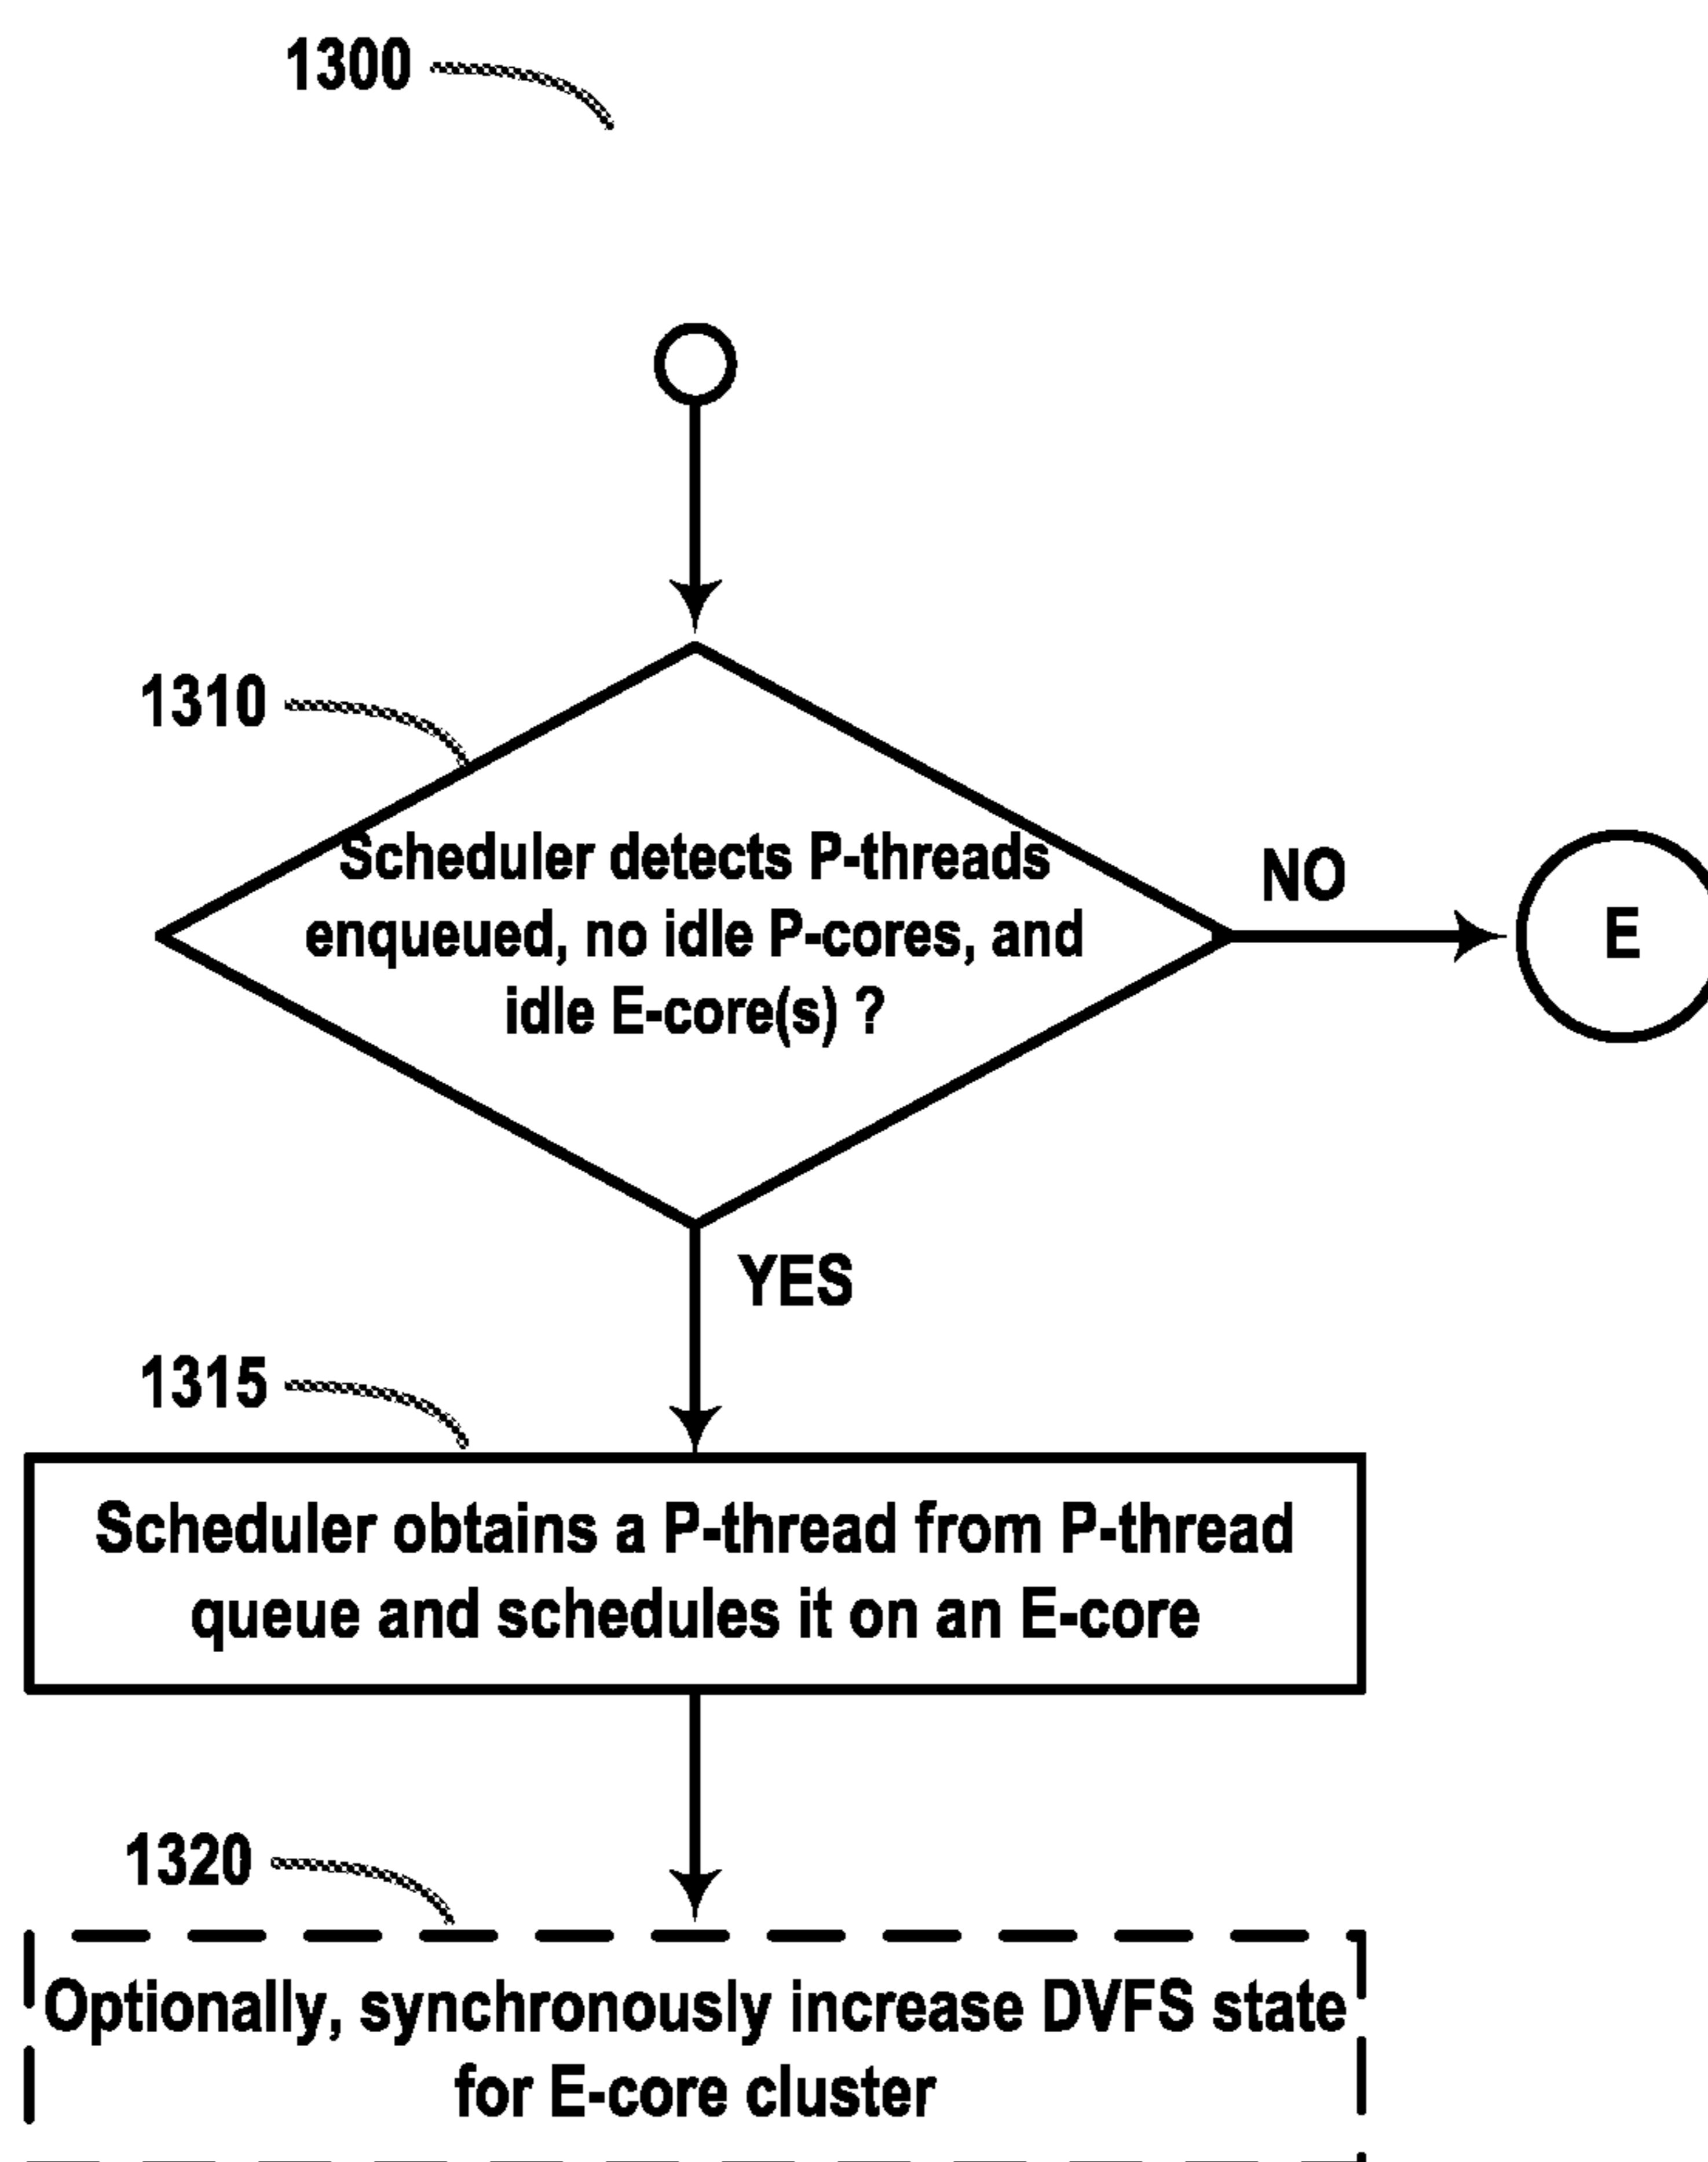 1300
1310
Scheduler detects P-threads
enqueued, no idle P-cores, and
idle E-core(s) ?
NO
E
YES
1315
Scheduler obtains a P-thread from P-thread
queue and schedules it on an E-core
1320
Optionally, synchronously increase DVFS state
for E-core cluster